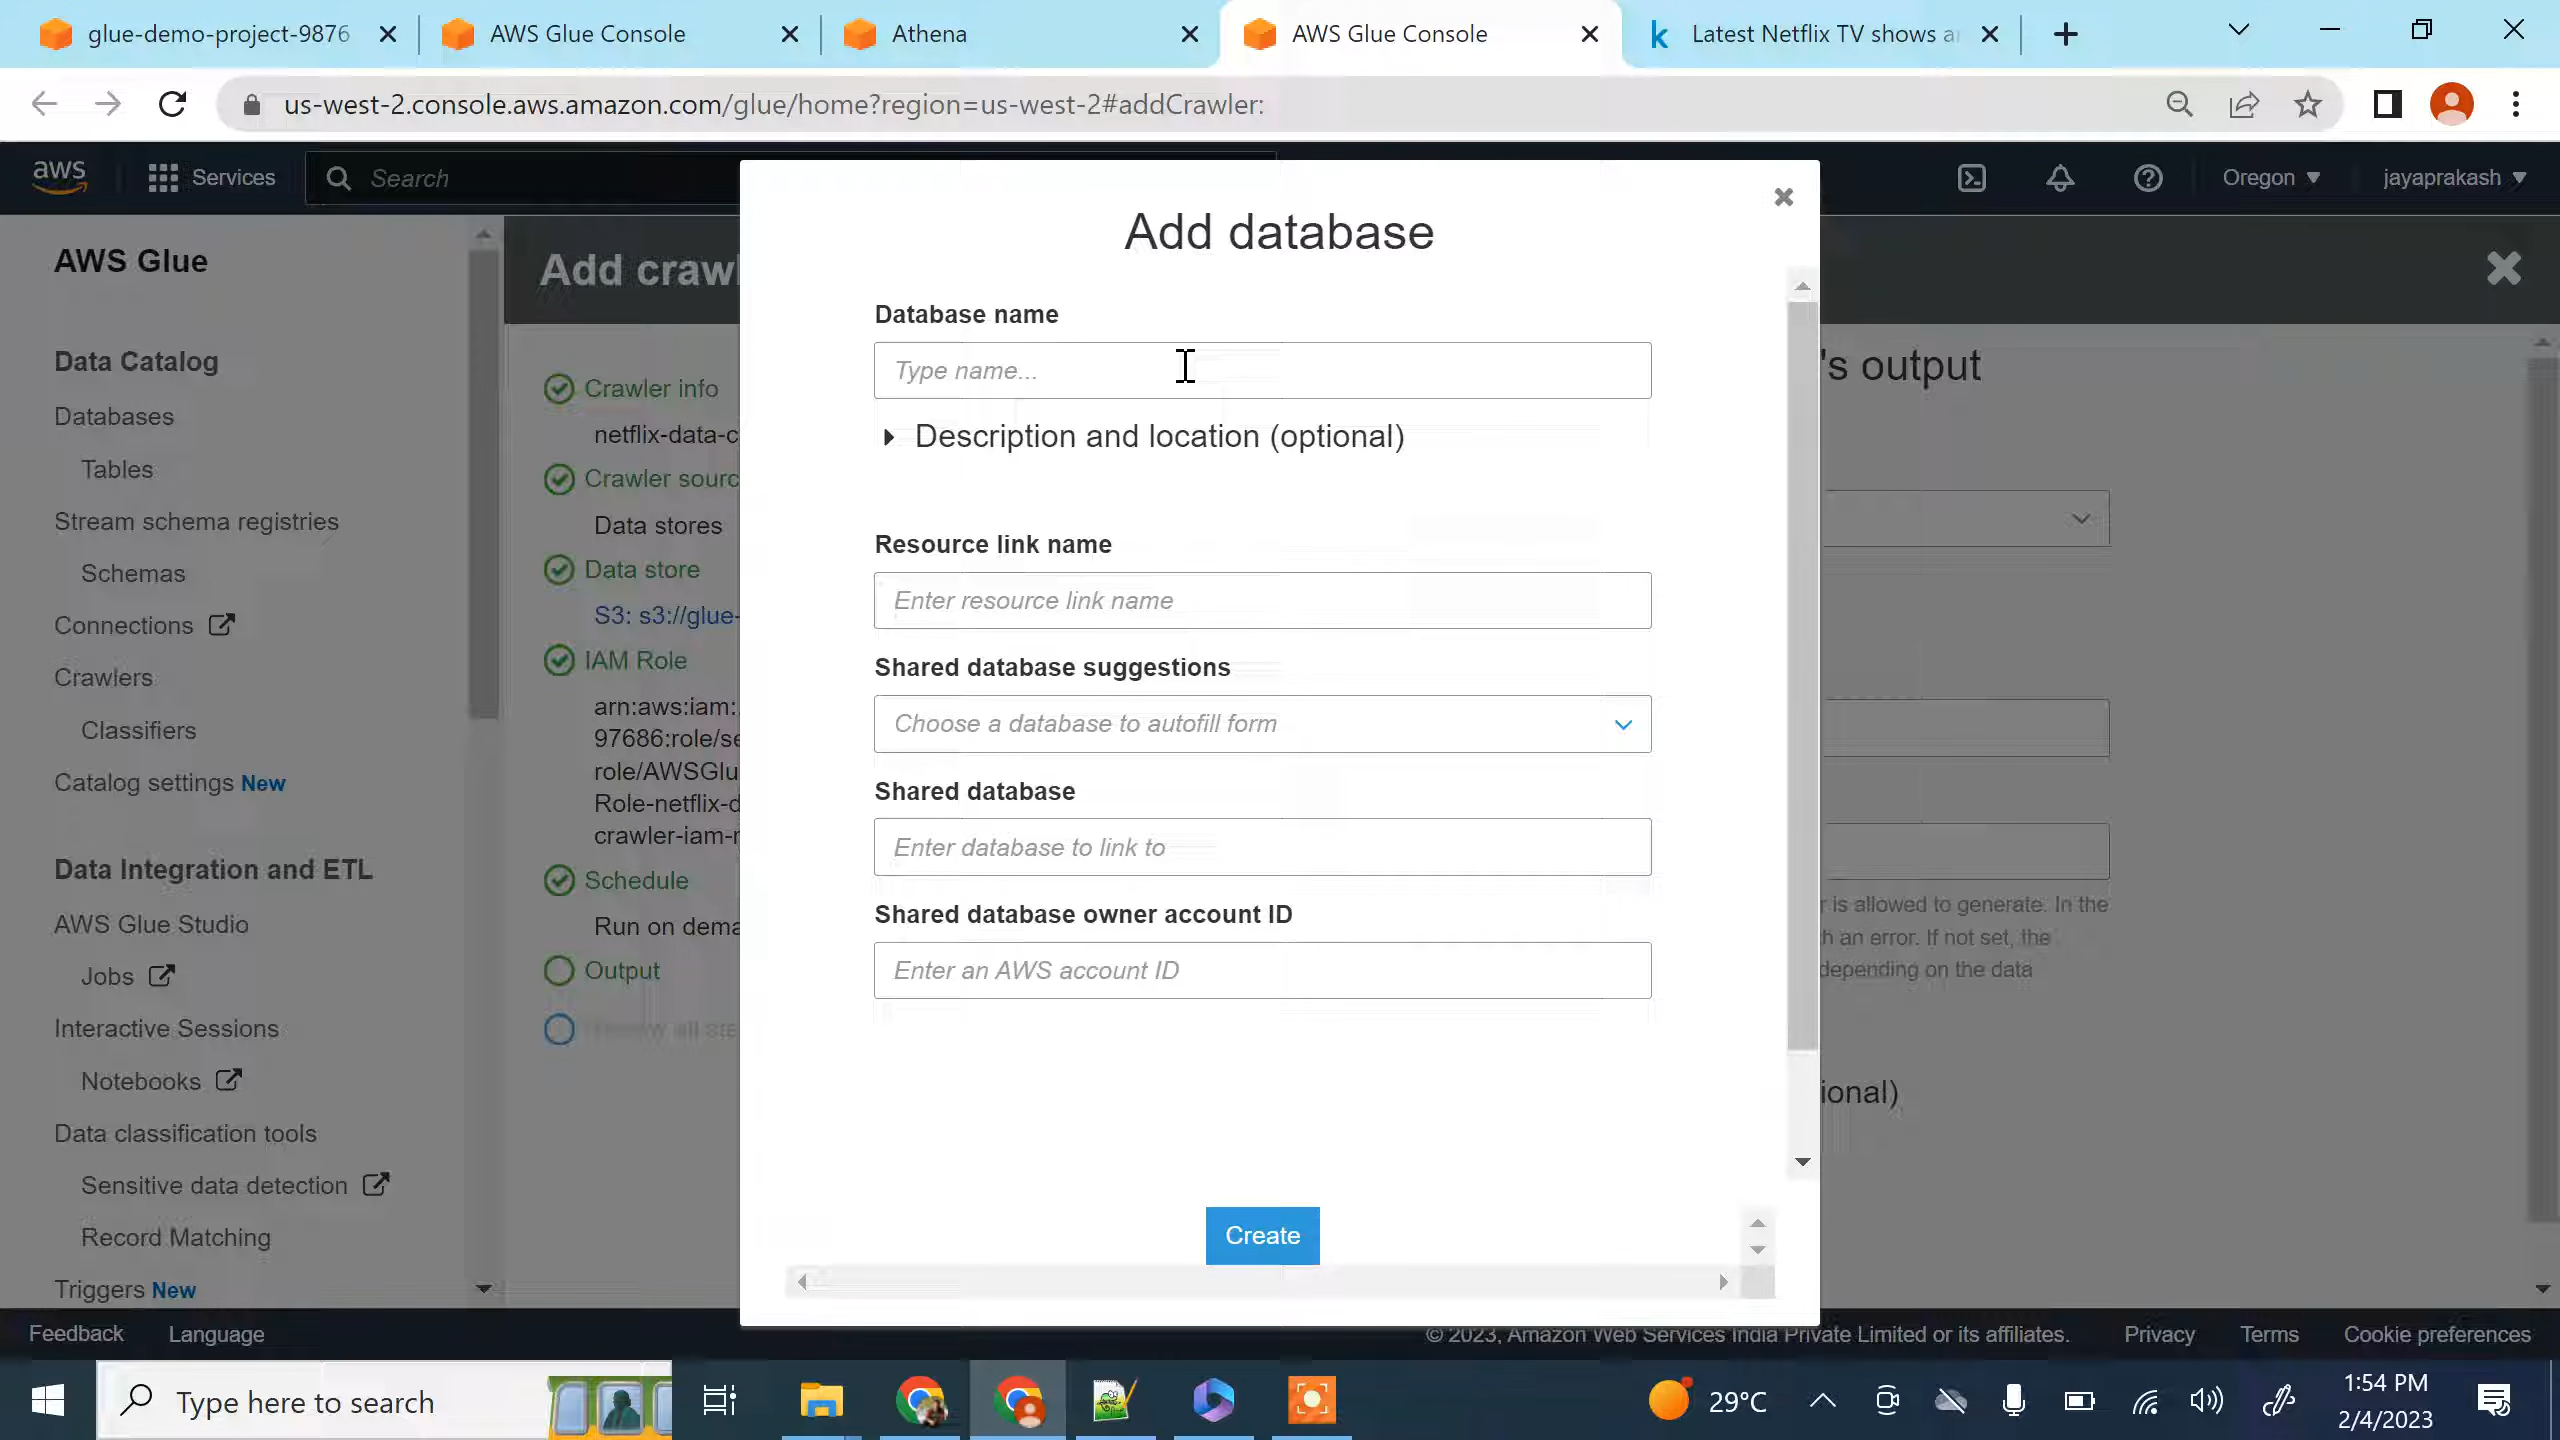 glue-demo-project-9876
AWS Glue Console
Athena
AWS Glue Console
Latest Netflix TV shows a
us-west-2.console.aws.amazon.com/glue/home?region=us-west-2#addCrawler:
aws
Services
Search
Oregon
jayaprakash
AWS Glue
Data Catalog
Databases
Tables
Stream schema registries
Schemas
Connections
Crawlers
Classifiers
Catalog settings New
Data Integration and ETL
AWS Glue Studio
Jobs
Interactive Sessions
Notebooks
Data classification tools
Sensitive data detection
Record Matching
Triggers New
Add crawl
Crawler info
netflix-data-c
Crawler sourc
Data stores
Data store
S3: s3://glue-
IAM Role
arn:aws:iam:
97686:role/se
role/AWSGlu
Role-netflix-d
crawler-iam-r
Schedule
Run on dema
Output
Add database
Database name
Type name...
Description and location (optional)
Resource link name
Enter resource link name
Shared database suggestions
Choose a database to autofill form
Shared database
Enter database to link to
Shared database owner account ID
Enter an AWS account ID
Create
's output
r is allowed to generate. In the
h an error. If not set, the
depending on the data
ional)
Feedback
Language
© 2023, Amazon Web Services India Private Limited or its affiliates.
Privacy
Terms
Cookie preferences
Type here to search
29°C
1:54 PM
2/4/2023